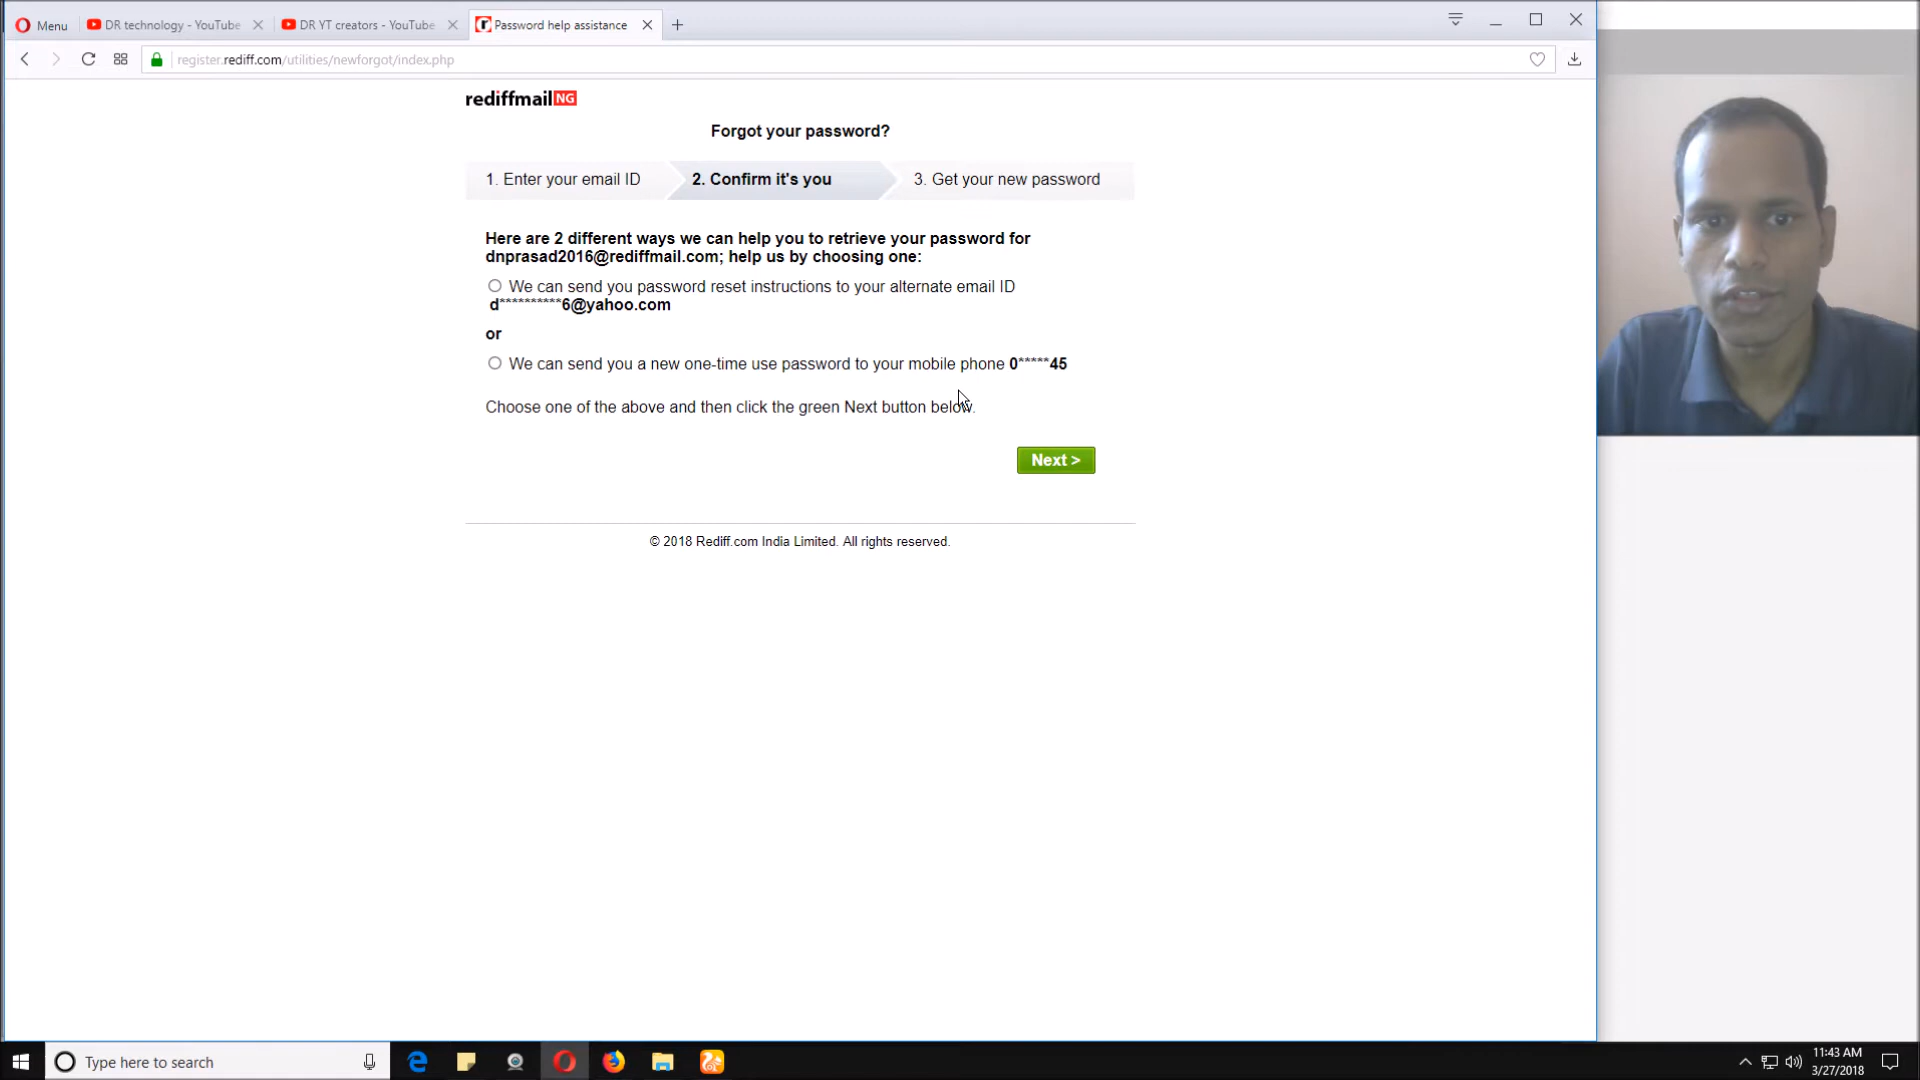 Menu
DR technology - YouTube
DR YT creators - YouTube
Password help assistance
register.rediff.com/utilities/newforgot/index.php
rediffmail NG
Forgot your password?
1. Enter your email ID
2. Confirm it's you
3. Get your new password
Here are 2 different ways we can help you to retrieve your password for
dnprasad2016@rediffmail.com; help us by choosing one:
We can send you password reset instructions to your alternate email ID
d**********6@yahoo.com
or
We can send you a new one-time use password to your mobile phone 0*****45
Choose one of the above and then click the green Next button below.
Next >
© 2018 Rediff.com India Limited. All rights reserved.
Type here to search
11:43 AM
3/27/2018